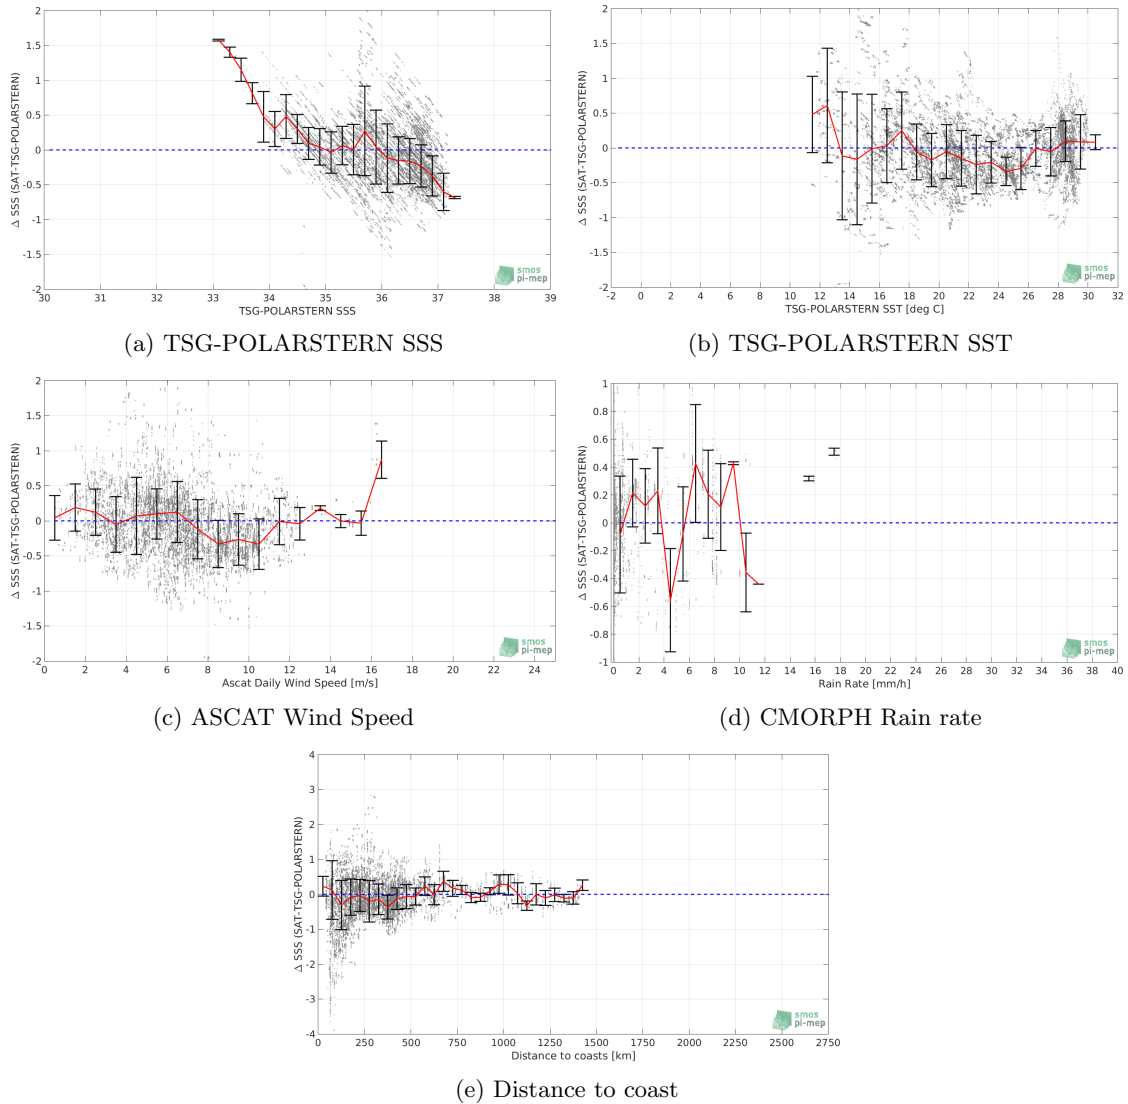 2
1.5
1
0.5
0
-0.5
-1
-1.5
-2
Δ SSS (SAT-TSG-POLARSTERN)
30 31 32 33 34 35 36 37 38 39
TSG-POLARSTERN SSS
smos
pi-mep
(a) TSG-POLARSTERN SSS
2
1.5
1
0.5
0
-0.5
-1
-1.5
-2
Δ SSS (SAT-TSG-POLARSTERN)
-2 0 2 4 6 8 10 12 14 16 18 20 22 24 26 28 30 32
TSG-POLARSTERN SST [deg C]
smos
pi-mep
(b) TSG-POLARSTERN SST
2
1.5
1
0.5
0
-0.5
-1
-1.5
-2
Δ SSS (SAT-TSG-POLARSTERN)
0 2 4 6 8 10 12 14 16 18 20 22 24
Ascat Daily Wind Speed [m/s]
smos
pi-mep
(c) ASCAT Wind Speed
1
0.8
0.6
0.4
0.2
0
-0.2
-0.4
-0.6
-0.8
-1
Δ SSS (SAT-TSG-POLARSTERN)
0 2 4 6 8 10 12 14 16 18 20 22 24 26 28 30 32 34 36 38 40
Rain Rate [mm/h]
smos
pi-mep
(d) CMORPH Rain rate
4
3
2
1
0
-1
-2
-3
-4
Δ SSS (SAT-TSG-POLARSTERN)
0 250 500 750 1000 1250 1500 1750 2000 2250 2500 2750
Distance to coasts [km]
smos
pi-mep
(e) Distance to coast